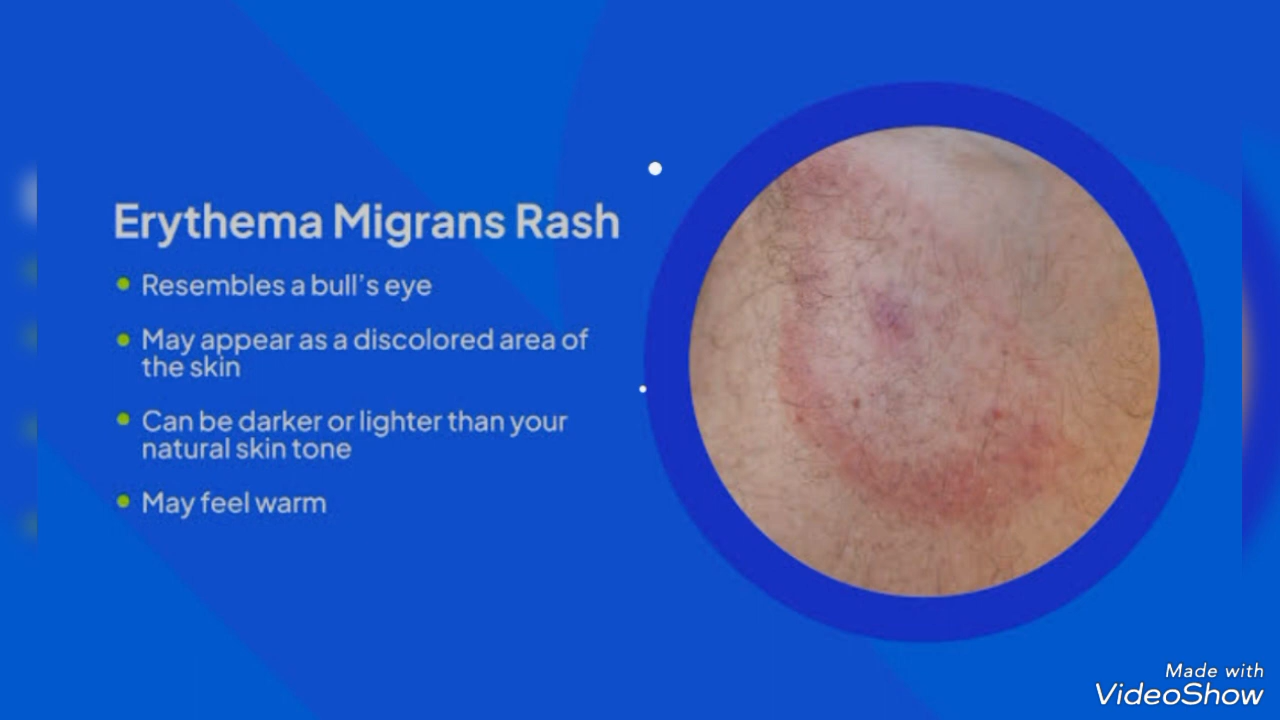 Erythema Migrans Rash
Resembles a bull's eye
May appear as a discolored area of
the skin
Can be darker or lighter than your
natural skin tone
May feel warm
Made with
VideoShow